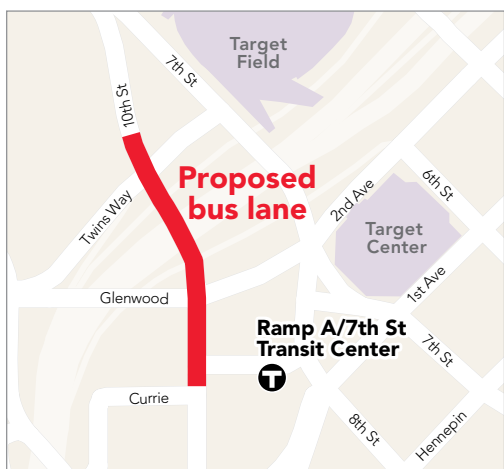 Target
Field
7th St
10th St
Proposed
bus lane
Twins Way
2nd Ave
6th St
Target
Center
Glenwood
1st Ave
Ramp A/7th St
Transit Center
T
7th St
Currie
8th St
Hennepin